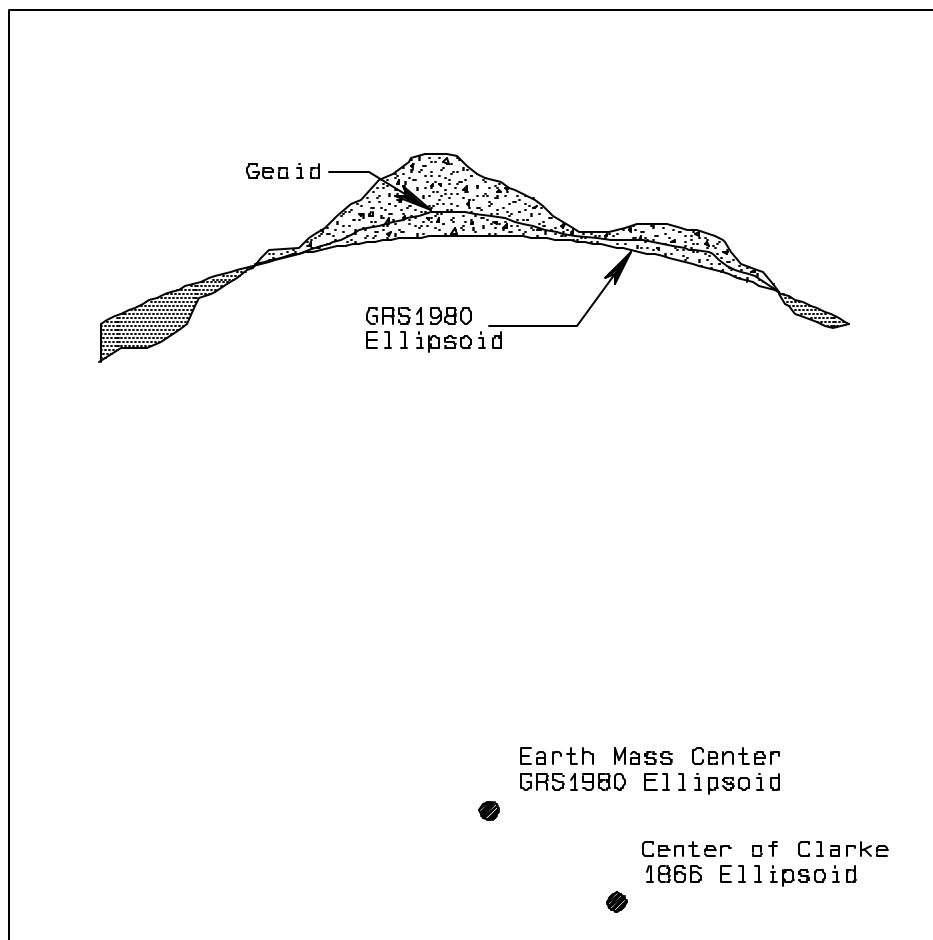 Geoid
GRS1980
Ellipsoid
Earth Mass Center
GRS1980 Ellipsoid
Center of Clarke
1866 Ellipsoid